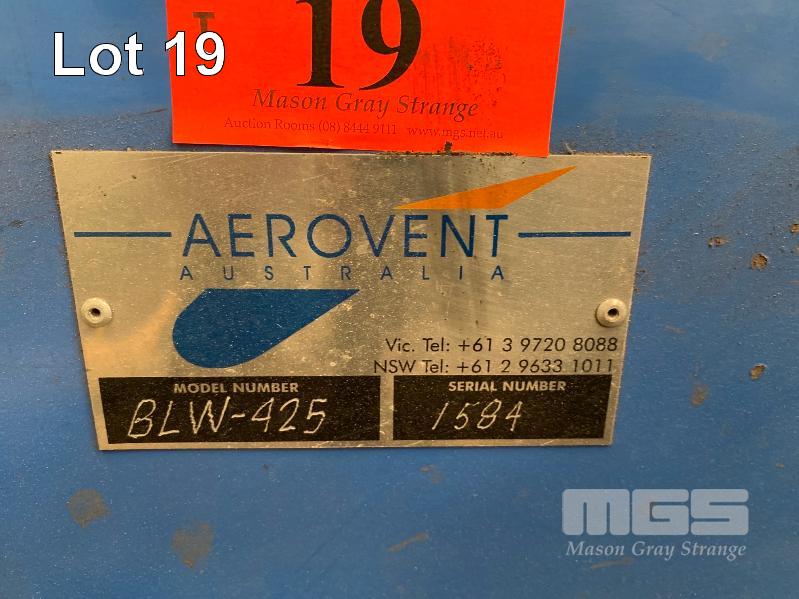 Lot 19
T
19
Mason Gray Strange
Auction Rooms (08) 8444 9111 www.mgs.net.au
AEROVENT
AUSTRALIA
Vic. Tel: +61 3 9720 8088
NSW Tel: +61 2 9633 1011
MODEL NUMBER
BLW-425
SERIAL NUMBER
1584
MGS
Mason Gray Strange